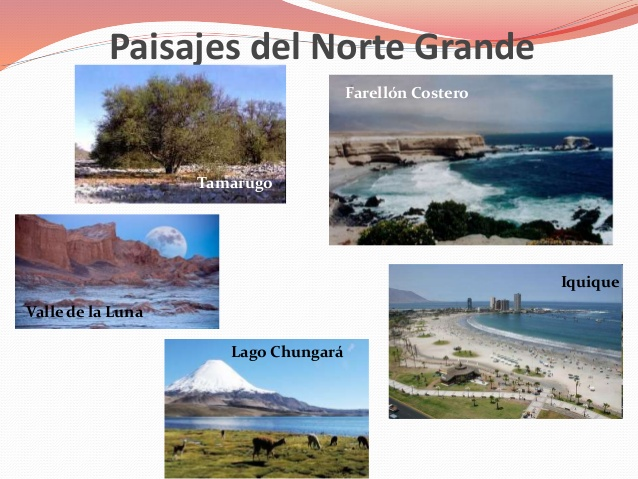 Paisajes del Norte Grande
Farellón Costero
Tamarugo
Iquique
Valle de la Luna
Lago Chungará